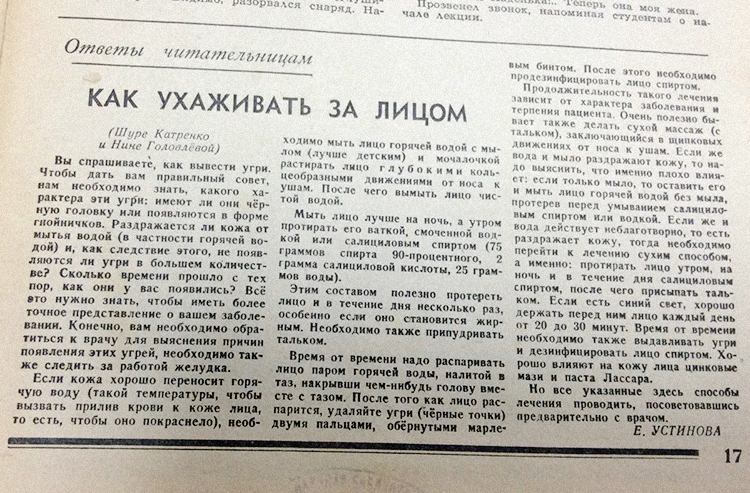 видимо, разорвался снаряд. На-
Теперь она моя жена.
Прозвенел звонок, напоминая студентам о на-
чале лекции.
Ответы читательницам
КАК УХАЖИВАТЬ ЗА ЛИЦОМ
(Шуре Катренко
и Нине Головлёвой)
Вы спрашиваете, как вывести угри.
Чтобы дать вам правильный совет,
нам необходимо знать, какого ха-
рактера эти угри: имеют ли они чёр-
ную головку или появляются в форме
гнойничков. Раздражается ли кожа от
мытья водой (в частности горячей во-
дой) и, как следствие этого, не появ-
ляются ли угри в большем количест-
ве? Сколько времени прошло с тех
пор, как они у вас появились? Всё
это нужно знать, чтобы иметь более
точное представление о вашем заболе-
вании. Конечно, вам необходимо обра-
титься к врачу для выяснения причин
появления этих угрей, необходимо так-
же следить за работой желудка.
Если кожа хорошо переносит горя-
чую воду (такой температуры, чтобы
вызвать прилив крови к коже лица,
то есть, чтобы оно покраснело), необ-
ходимо мыть лицо горячей водой с мы-
лом (лучше детским) и мочалкой
растирать лицо глубокими коль-
цеобразными движениями от носа к
ушам. После чего вымыть лицо чис-
той водой.
Мыть лицо лучше на ночь, а утром
протирать его ваткой, смоченной вод-
кой или салициловым спиртом (75
граммов спирта 90-процентного, 2
грамма салициловой кислоты, 25 грам-
мов воды).
Этим составом полезно протереть
лицо и в течение дня несколько раз,
особенно если оно становится жир-
ным. Необходимо также припудривать
тальком.
Время от времени надо распаривать
лицо паром горячей воды, налитой в
таз, накрывши чем-нибудь голову вме-
сте с тазом. После того как лицо рас-
парится, удаляйте угри (чёрные точки)
двумя пальцами, обёрнутыми марле-
вым бинтом. После этого необходимо
продезинфицировать лицо спиртом.
Продолжительность такого лечения
зависит от характера заболевания и
терпения пациента. Очень полезно бы-
вает также делать сухой массаж (с
тальком), заключающийся в щипковых
движениях от носа к ушам. Если же
вода и мыло раздражают кожу, то на-
до выяснить, что именно плохо влия-
ет: если только мыло, то оставить его
и мыть лицо горячей водой без мыла,
протерев перед умыванием салицило-
вым спиртом или водкой. Если же и
вода действует неблаготворно, то есть
раздражает кожу, тогда необходимо
перейти к лечению сухим способом,
а именно: протирать лицо утром, на
ночь и в течение дня салициловым
спиртом, после чего присыпать таль-
ком. Если есть синий свет, хорошо
держать перед ним лицо каждый день
от 20 до 30 минут. Время от времени
необходимо также выдавливать угри
и дезинфицировать лицо спиртом. Хо-
рошо влияют на кожу лица цинковые
мази и паста Лассара.
Но все указанные здесь способы
лечения проводить, посоветовавшись
предварительно с врачом.
Е. УСТИНОВА
17